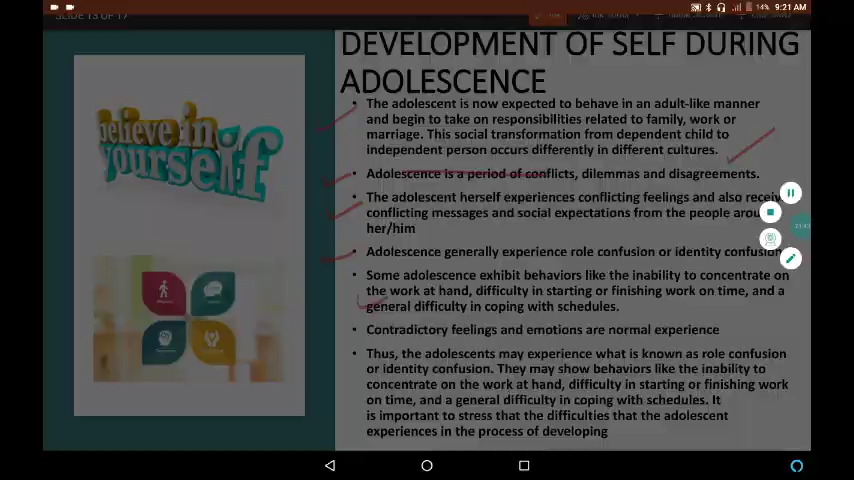 SLIDE 13 OF 17
14% 9:21 AM
DEVELOPMENT OF SELF DURING
ADOLESCENCE
believe in
yourself
• The adolescent is now expected to behave in an adult-like manner
and begin to take on responsibilities related to family, work or
marriage. This social transformation from dependent child to
independent person occurs differently in different cultures.
• Adolescence is a period of conflicts, dilemmas and disagreements.
• The adolescent herself experiences conflicting feelings and also receiv
conflicting messages and social expectations from the people arou
her/him
• Adolescence generally experience role confusion or identity confusion
• Some adolescence exhibit behaviors like the inability to concentrate on
the work at hand, difficulty in starting or finishing work on time, and a
general difficulty in coping with schedules.
• Contradictory feelings and emotions are normal experience
• Thus, the adolescents may experience what is known as role confusion
or identity confusion. They may show behaviors like the inability to
concentrate on the work at hand, difficulty in starting or finishing work
on time, and a general difficulty in coping with schedules. It
is important to stress that the difficulties that the adolescent
experiences in the process of developing